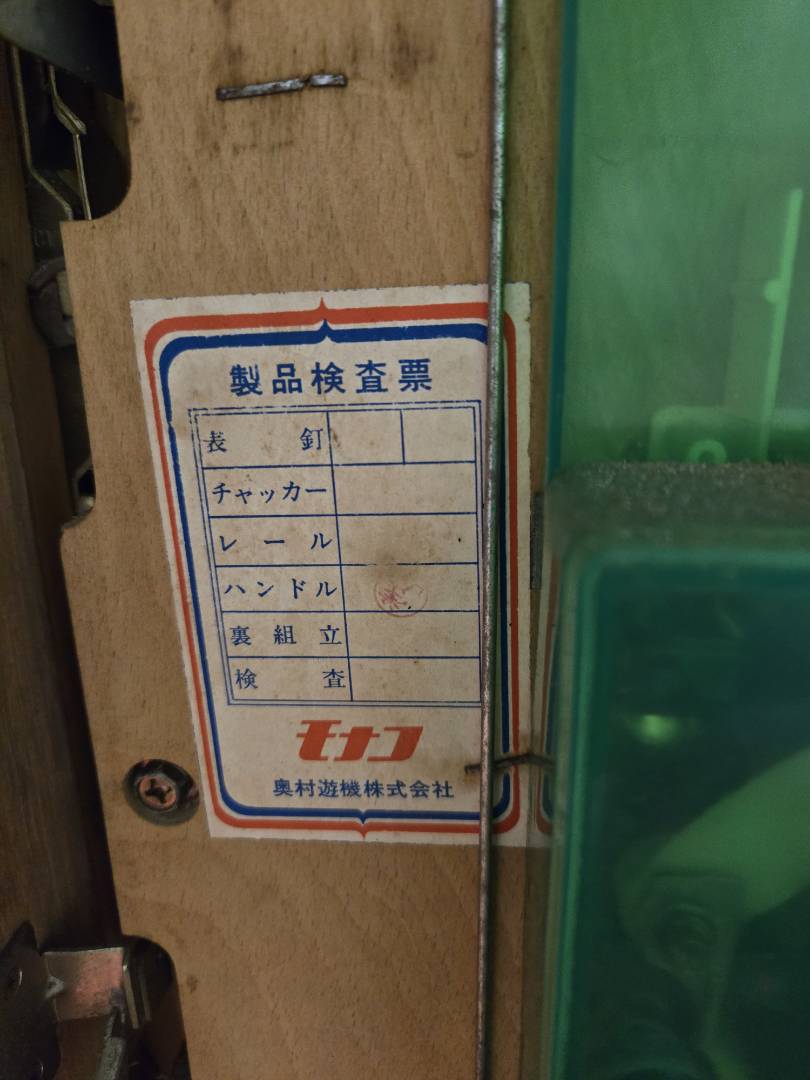 製品検査票
表釘
チャッカー
レール
ハンドル
裏組立
検査
モナコ
奥村遊機株式会社